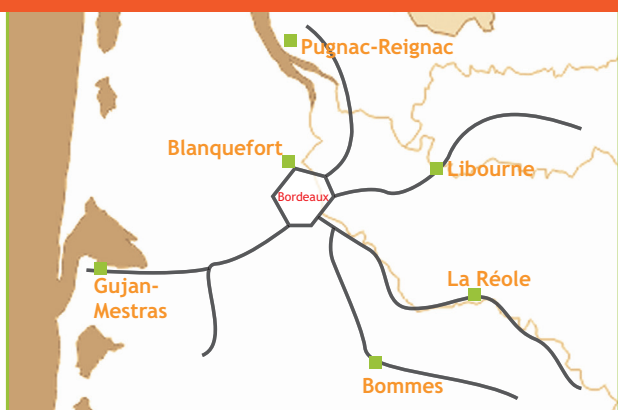 Pugnac-Reignac
Blanquefort
Libourne
Bordeaux
Gujan-
Mestras
La Réole
Bommes